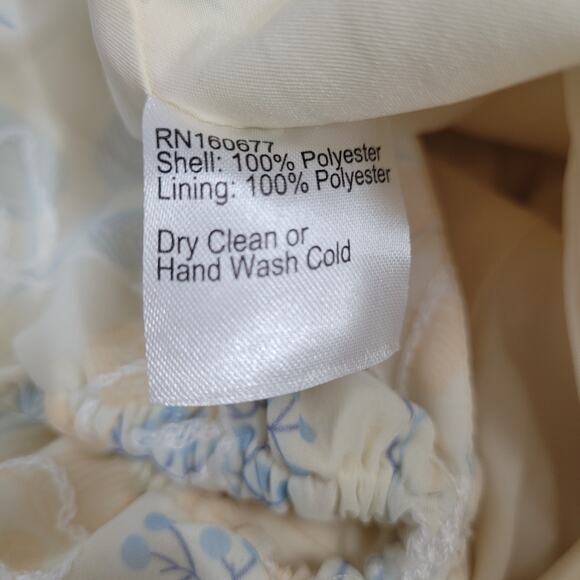 RN160677
Shell: 100% Polyester
Lining: 100% Polyester
Dry Clean or
Hand Wash Cold